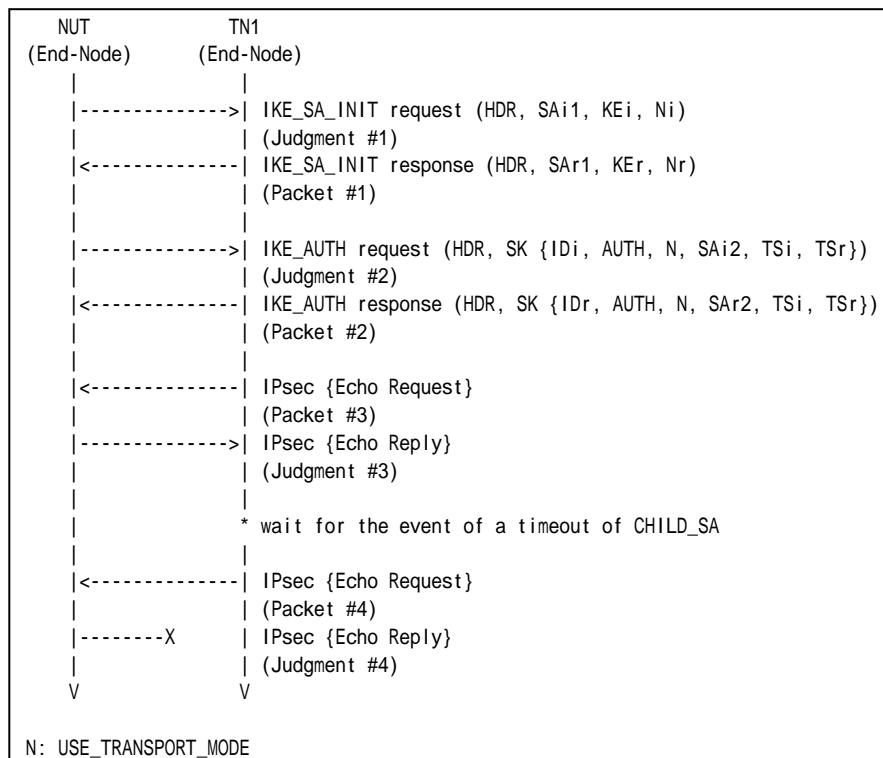 NUT TN1
(End-Node) (End-Node)
| |
|-------------->| IKE_SA_INIT request (HDR, SAi1, KEi, Ni)
| | (Judgment #1)
|<--------------| IKE_SA_INIT response (HDR, SAr1, KEr, Nr)
| | (Packet #1)
| |
|-------------->| IKE_AUTH request (HDR, SK {IDi, AUTH, N, SAi2, TSi, TSr})
| | (Judgment #2)
|<--------------| IKE_AUTH response (HDR, SK {IDr, AUTH, N, SAr2, TSi, TSr})
| | (Packet #2)
| |
|<--------------| IPsec {Echo Request}
| | (Packet #3)
|-------------->| IPsec {Echo Reply}
| | (Judgment #3)
| |
| * wait for the event of a timeout of CHILD_SA
| |
|<--------------| IPsec {Echo Request}
| | (Packet #4)
|--------X | IPsec {Echo Reply}
| | (Judgment #4)
V V
N: USE_TRANSPORT_MODE